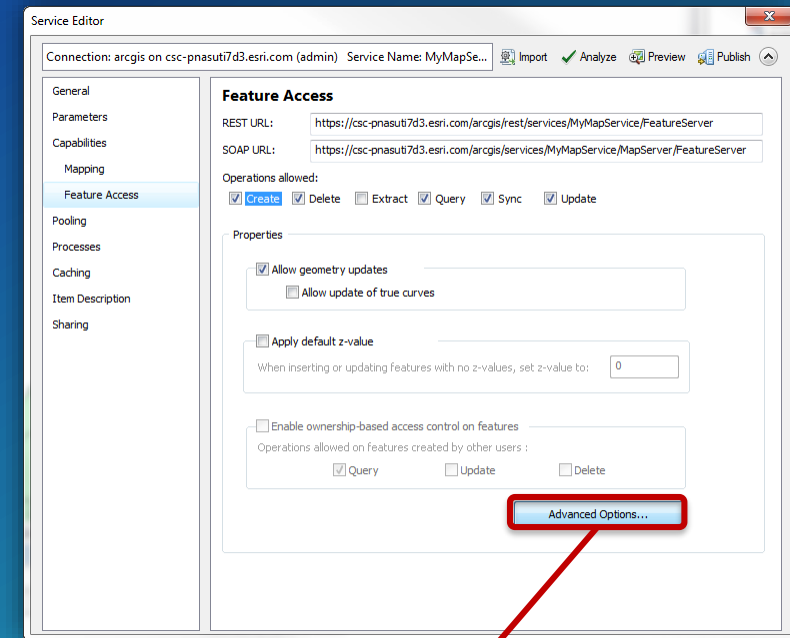 Service Editor
Connection: arcgis on csc-pnasuti7d3.esri.com (admin) Service Name: MyMapSe... Import Analyze Preview Publish
General
Parameters
Capabilities
Mapping
Feature Access
Pooling
Processes
Caching
Item Description
Sharing
Feature Access
REST URL: https://csc-pnasuti7d3.esri.com/arcgis/rest/services/MyMapService/FeatureServer
SOAP URL: https://csc-pnasuti7d3.esri.com/arcgis/services/MyMapService/MapServer/FeatureServer
Operations allowed:
Create Delete Extract Query Sync Update
Properties
Allow geometry updates
Allow update of true curves
Apply default z-value
When inserting or updating features with no z-values, set z-value to: 0
Enable ownership-based access control on features
Operations allowed on features created by other users :
Query Update Delete
Advanced Options...